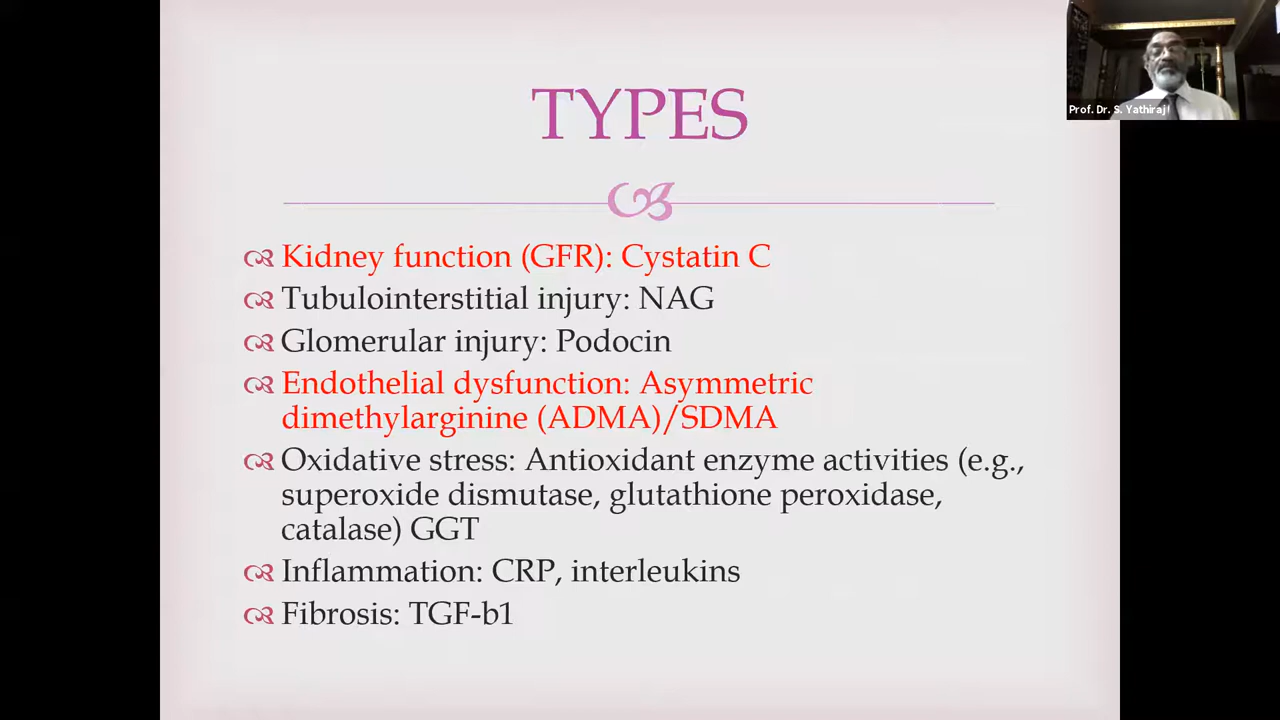 TYPES
Kidney function (GFR): Cystatin C
Tubulointerstitial injury: NAG
Glomerular injury: Podocin
Endothelial dysfunction: Asymmetric
dimethylarginine (ADMA)/SDMA
Oxidative stress: Antioxidant enzyme activities (e.g.,
superoxide dismutase, glutathione peroxidase,
catalase) GGT
Inflammation: CRP, interleukins
Fibrosis: TGF-b1
Prof. Dr. S. Yathiraj